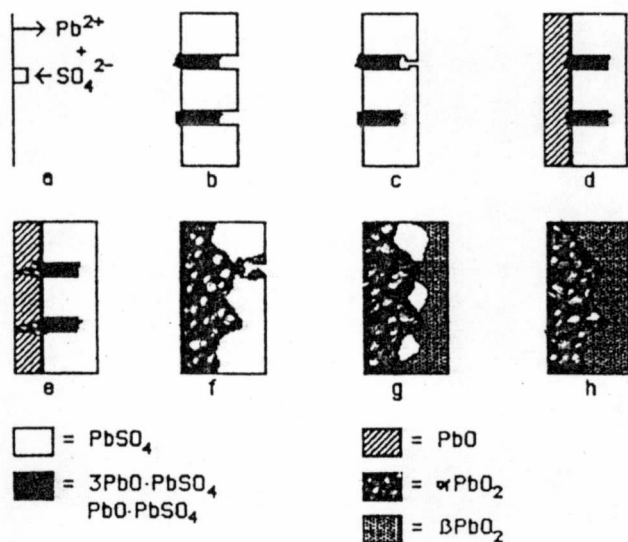 Pb²⁺
+
SO₄²⁻
a b c d
e f g h
= PbSO₄
= 3PbO·PbSO₄
PbO·PbSO₄
= PbO
= αPbO₂
= βPbO₂